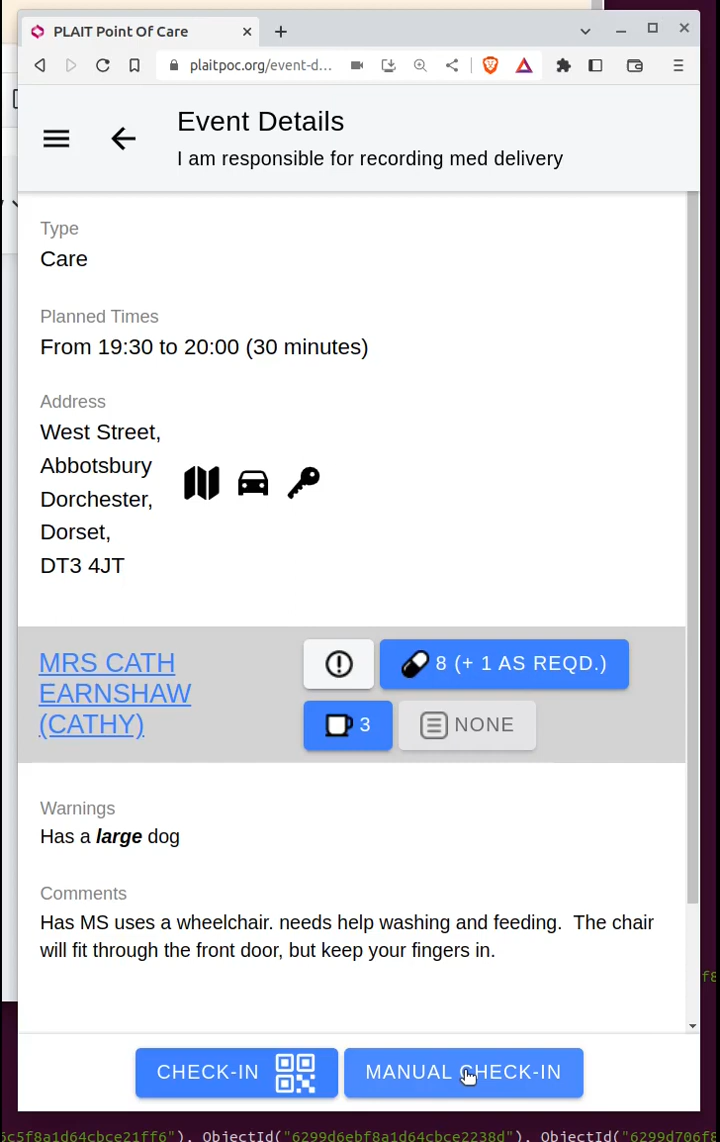 PLAIT Point Of Care
plaitpoc.org/event-d...
Event Details
I am responsible for recording med delivery
Type
Care
Planned Times
From 19:30 to 20:00 (30 minutes)
Address
West Street,
Abbotsbury
Dorchester,
Dorset,
DT3 4JT
MRS CATH
EARNSHAW
(CATHY)
8 (+ 1 AS REQD.)
3
NONE
Warnings
Has a large dog
Comments
Has MS uses a wheelchair. needs help washing and feeding.  The chair
will fit through the front door, but keep your fingers in.
f8
CHECK-IN
MANUAL CHECK-IN
5c5f8a1d64cbce21ff6"), ObjectId("6299d6ebf8a1d64cbce2238d"), ObjectId("6299d706f8